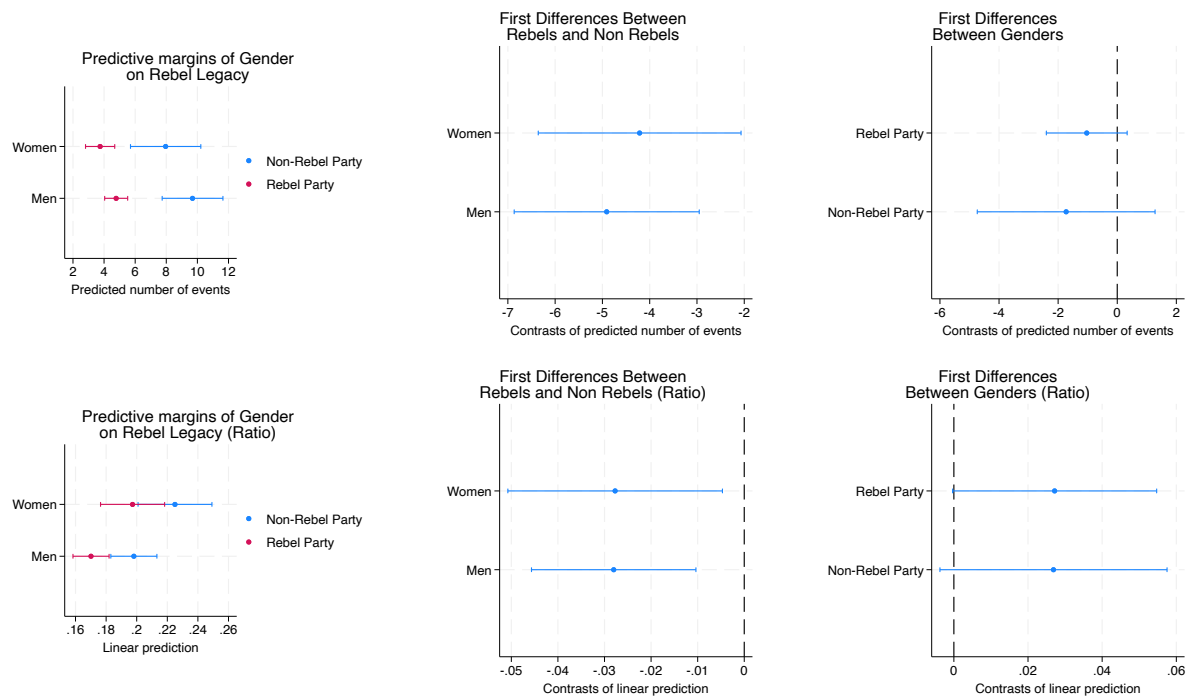 Predictive margins of Gender
on Rebel Legacy
Women
Men
2 4 6 8 10 12
Predicted number of events
Non-Rebel Party
Rebel Party
First Differences Between
Rebels and Non Rebels
Women
Men
-7 -6 -5 -4 -3 -2
Contrasts of predicted number of events
First Differences
Between Genders
Rebel Party
Non-Rebel Party
-6 -4 -2 0 2
Contrasts of predicted number of events
Predictive margins of Gender
on Rebel Legacy (Ratio)
Women
Men
.16 .18 .2 .22 .24 .26
Linear prediction
Non-Rebel Party
Rebel Party
First Differences Between
Rebels and Non Rebels (Ratio)
Women
Men
-.05 -.04 -.03 -.02 -.01 0
Contrasts of linear prediction
First Differences
Between Genders (Ratio)
Rebel Party
Non-Rebel Party
0 .02 .04 .06
Contrasts of linear prediction